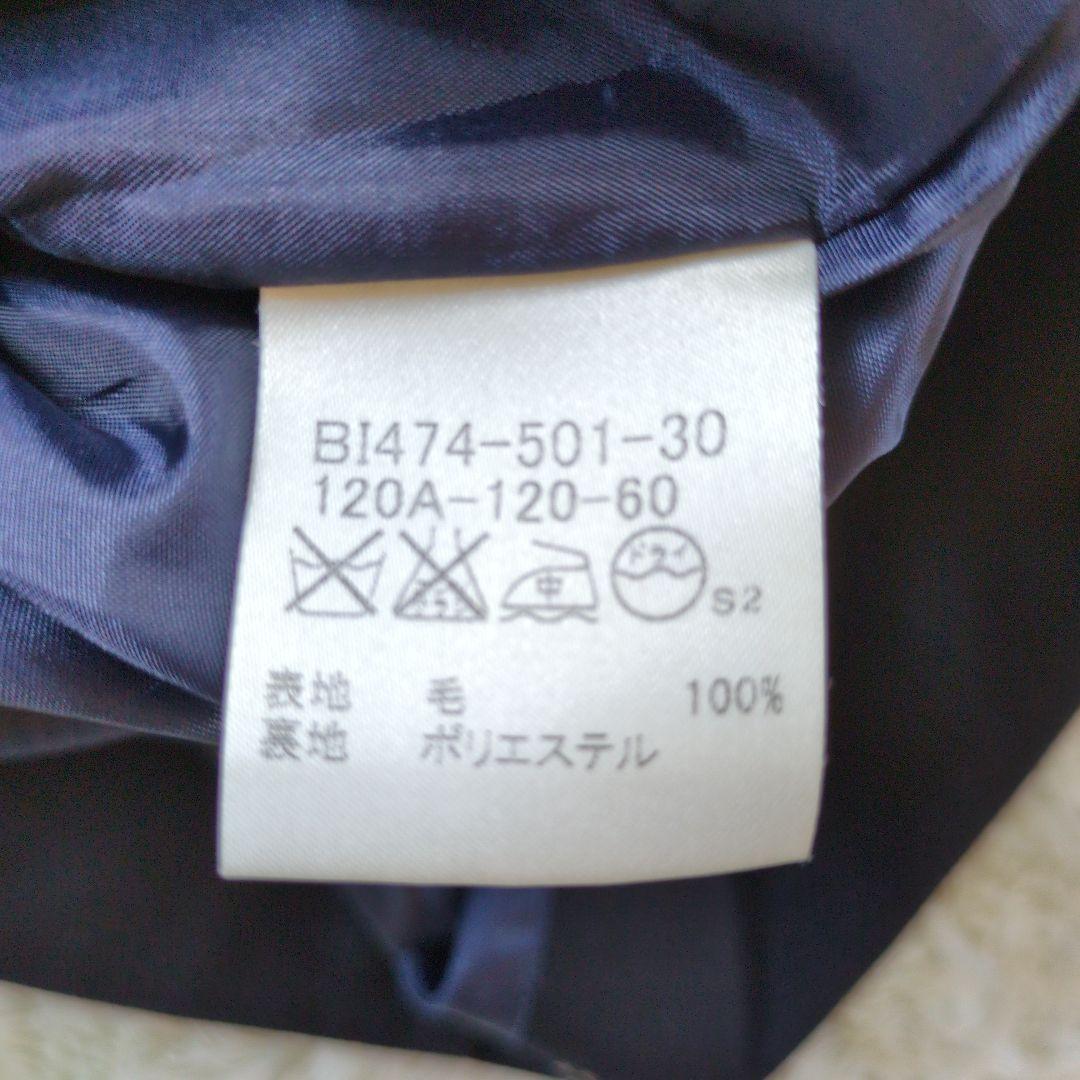 BI474-501-30
120A-120-60
中 ドライ S2
表地 毛 100%
裏地 ポリエステル